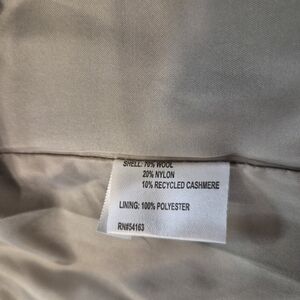 SHELL: 70% WOOL
20% NYLON
10% RECYCLED CASHMERE
LINING: 100% POLYESTER
RN#54163